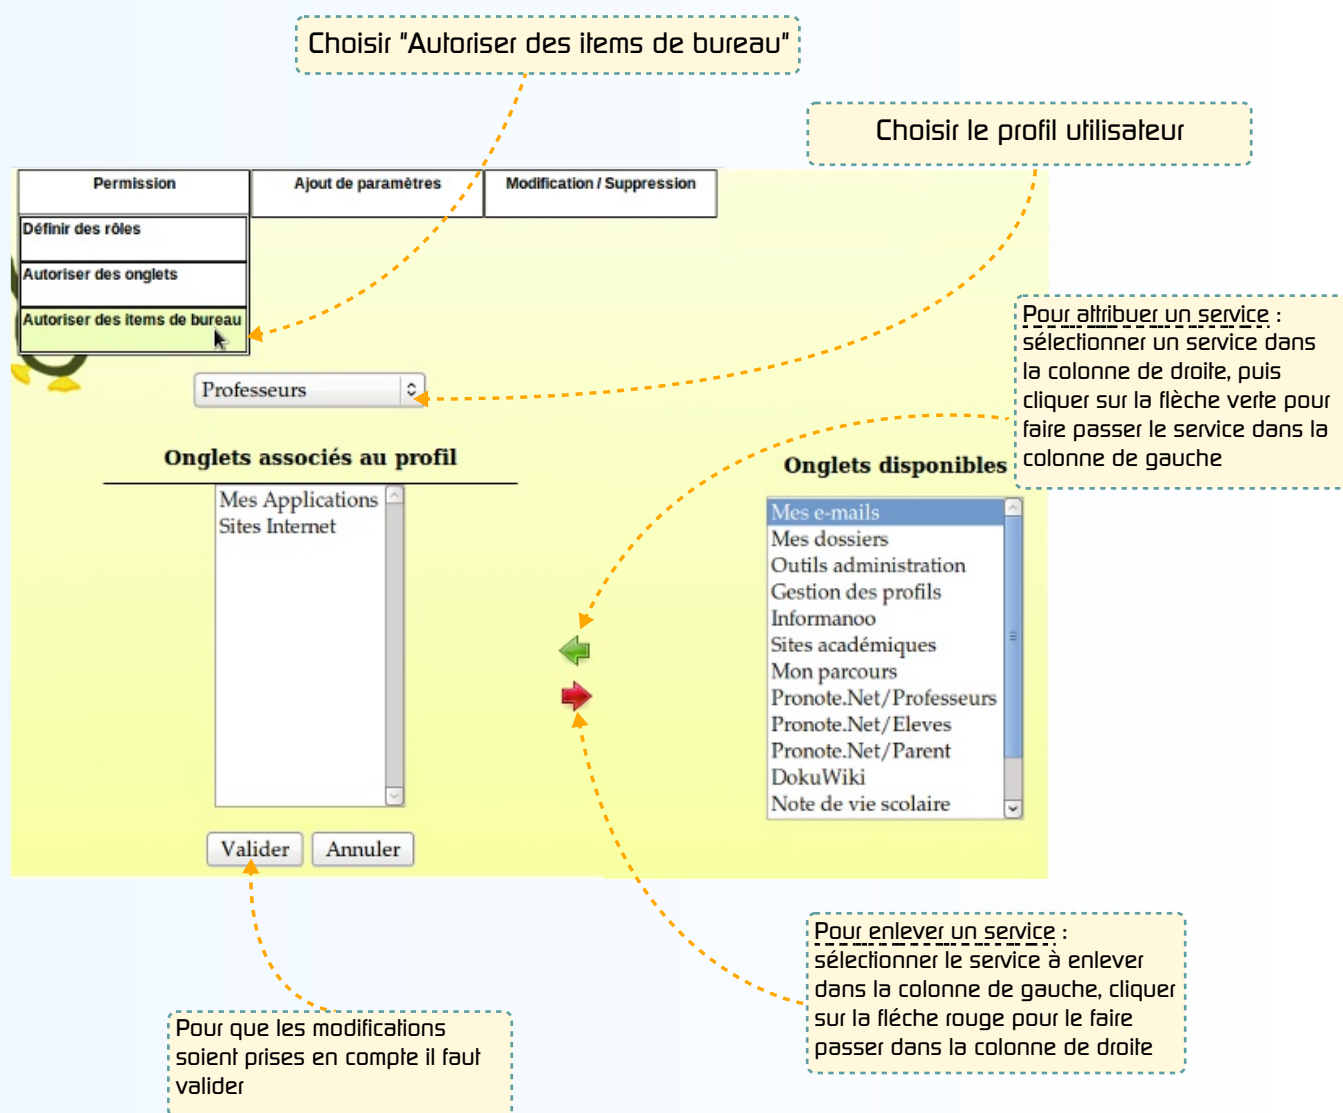 Choisir "Autoriser des items de bureau"
Choisir le profil utilisateur
Permission
Ajout de paramètres
Modification / Suppression
Définir des rôles
Autoriser des onglets
Autoriser des items de bureau
Pour attribuer un service :
sélectionner un service dans
la colonne de droite, puis
cliquer sur la flèche verte pour
faire passer le service dans la
colonne de gauche
Professeurs
Onglets associés au profil
Mes Applications
Sites Internet
Onglets disponibles
Mes e-mails
Mes dossiers
Outils administration
Gestion des profils
Informanoo
Sites académiques
Mon parcours
Pronote.Net/Professeurs
Pronote.Net/Eleves
Pronote.Net/Parent
DokuWiki
Note de vie scolaire
Valider
Annuler
Pour enlever un service :
sélectionner le service à enlever
dans la colonne de gauche, cliquer
sur la fléche rouge pour le faire
passer dans la colonne de droite
Pour que les modifications
soient prises en compte il faut
valider